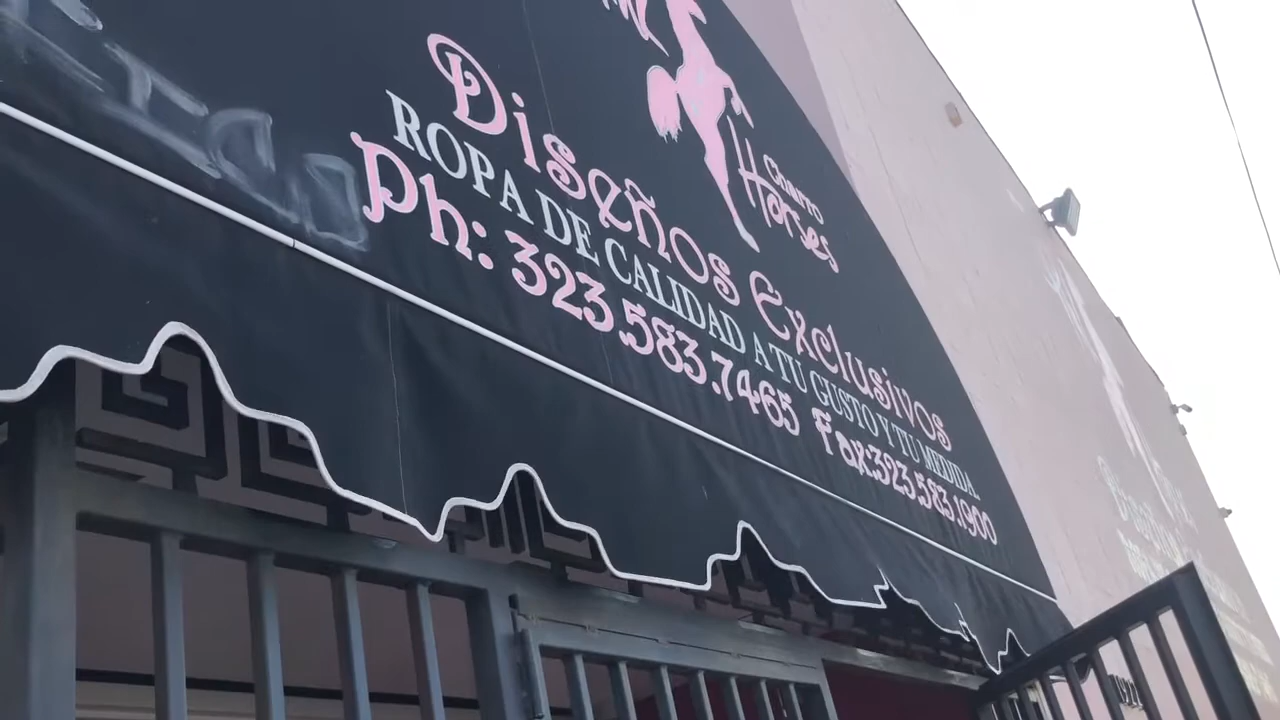 Charro
Horses
Diseños Exclusivos
ROPA DE CALIDAD A TU GUSTO Y TU MEDIDA.
Ph: 323.583.7465 Fax:323.583.1900